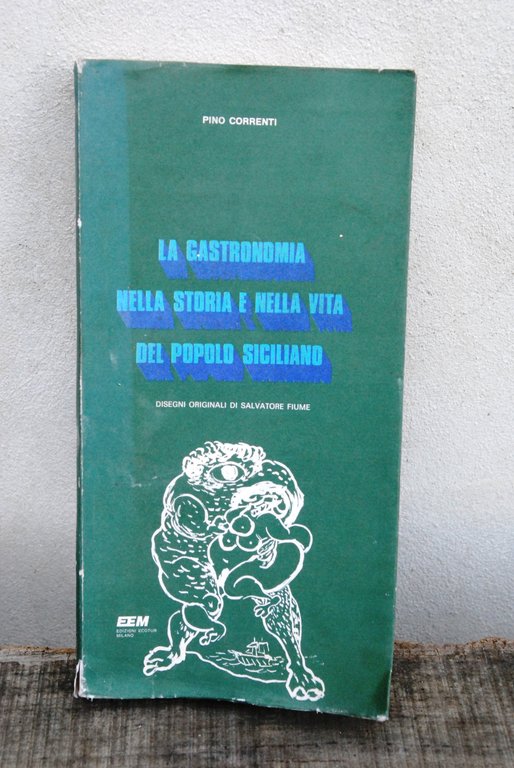 PINO CORRENTI
LA GASTRONOMIA
NELLA STORIA E NELLA VITA
DEL POPOLO SICILIANO
DISEGNI ORIGINALI DI SALVATORE FIUME
EEM
EDIZIONI ECOTUR
MILANO